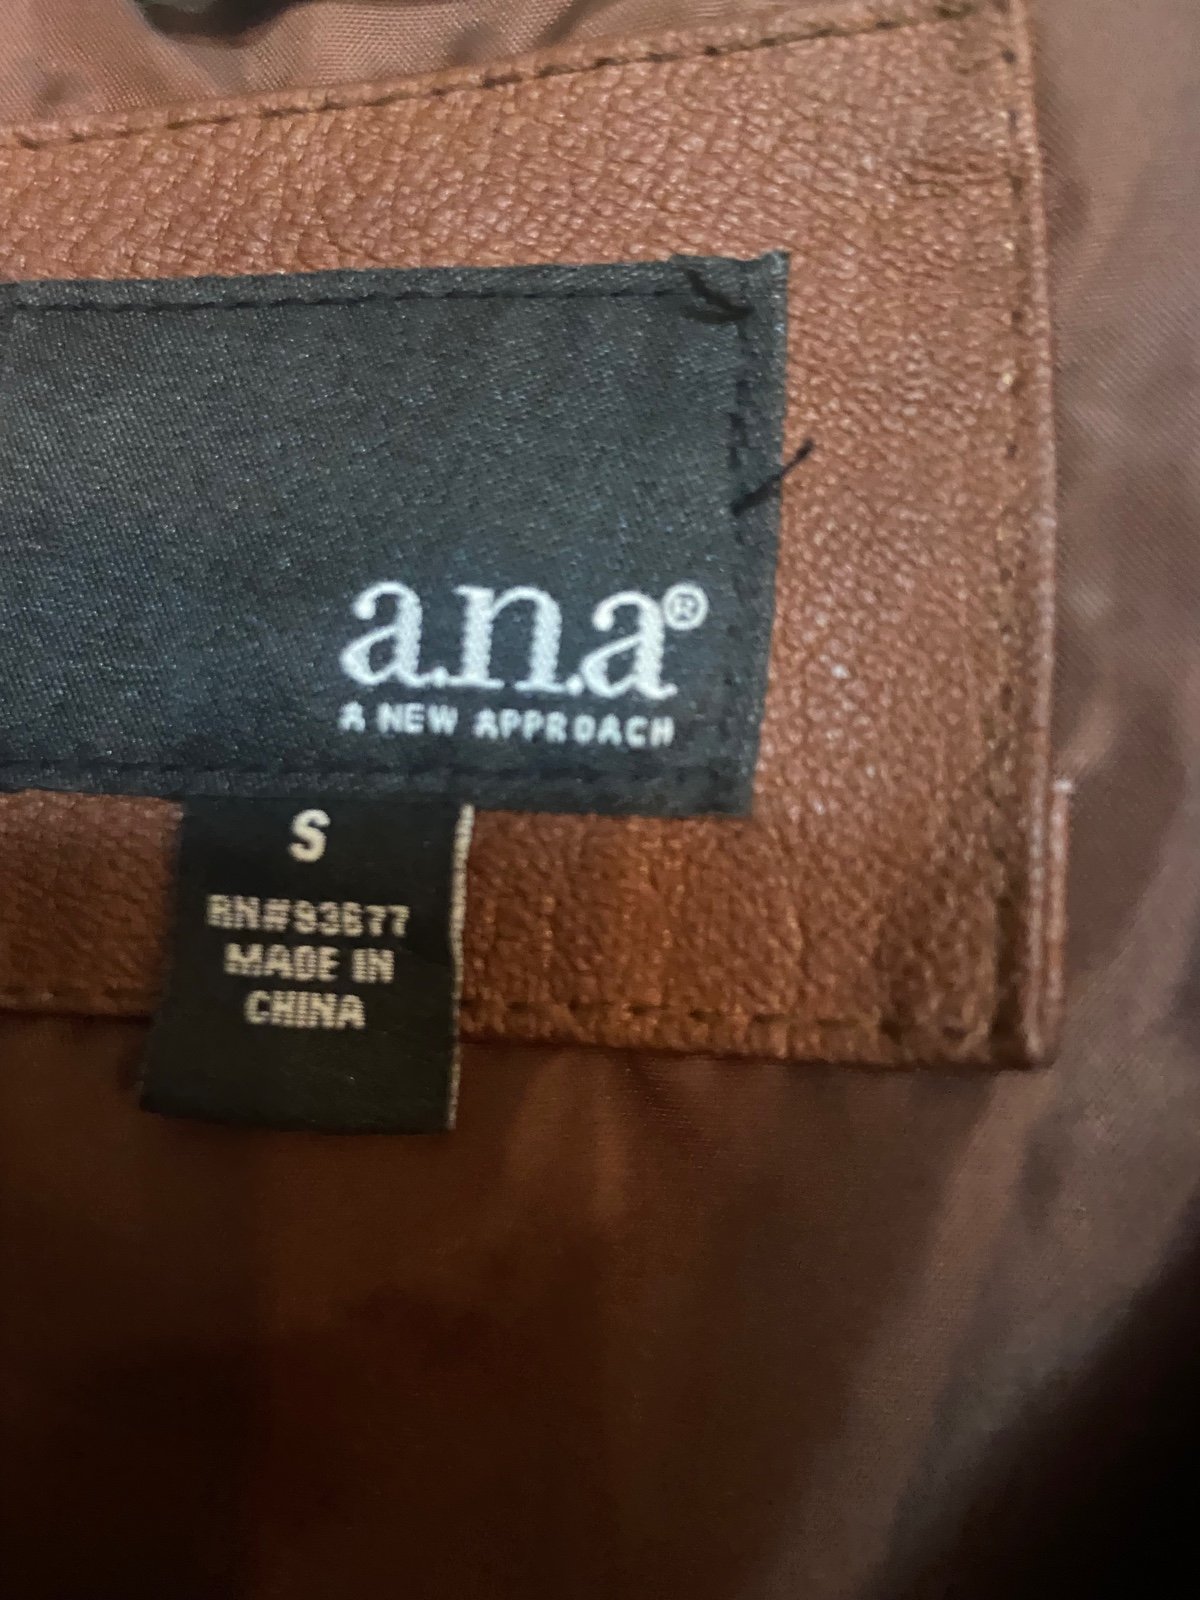 a.n.a®
A NEW APPROACH
S
RN#93677
MADE IN
CHINA